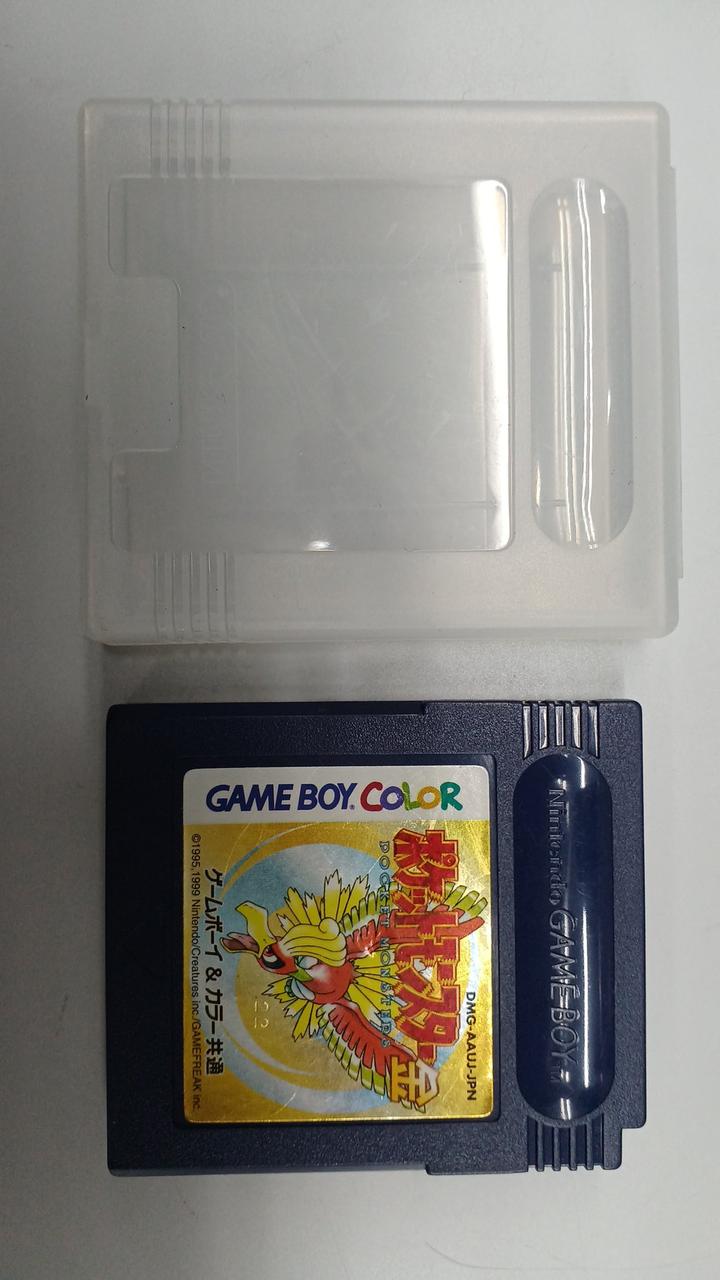 Nintendo GAME BOY™
DMG-AAUJ-JPN
ポケットモンスター金
POCKET MONSTERS
GAME BOY COLOR
22
ゲームボーイ & カラー 共通
©1995,1999 Nintendo/Creatures inc./GAMEFREAK inc.